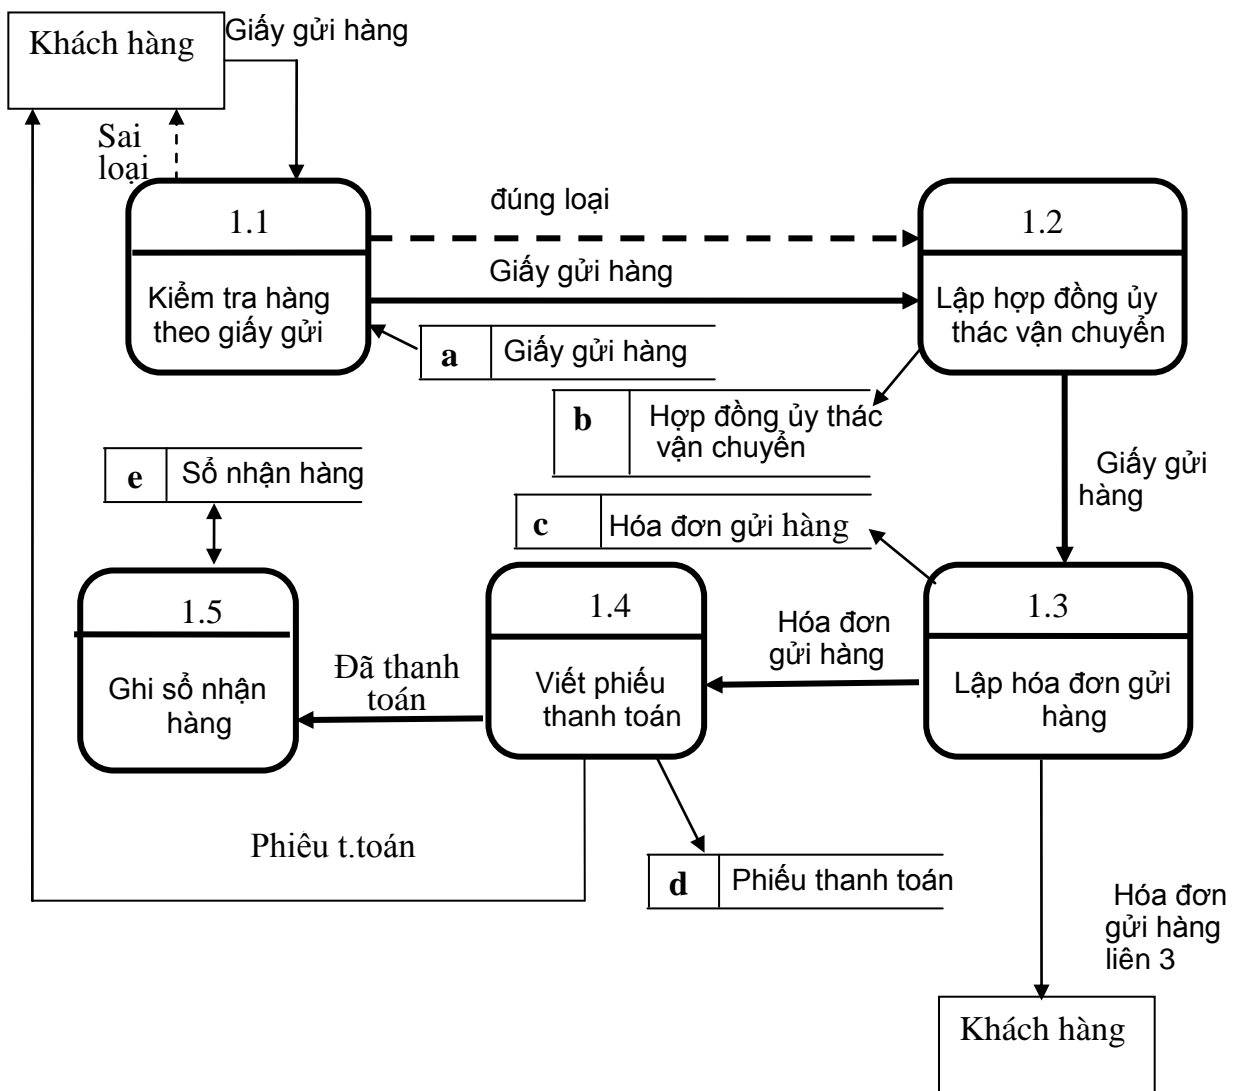 Khách hàng
Giấy gửi hàng
Sai
loại
1.1
Kiểm tra hàng
theo giấy gửi
đúng loại
Giấy gửi hàng
1.2
Lập hợp đồng ủy
thác vận chuyển
a
Giấy gửi hàng
b
Hợp đồng ủy thác
vận chuyển
Giấy gửi
hàng
e
Sổ nhận hàng
c
Hóa đơn gửi hàng
1.5
Ghi sổ nhận
hàng
Đã thanh
toán
1.4
Viết phiếu
thanh toán
Hóa đơn
gửi hàng
1.3
Lập hóa đơn gửi
hàng
Phiêu t.toán
d
Phiếu thanh toán
Hóa đơn
gửi hàng
liên 3
Khách hàng